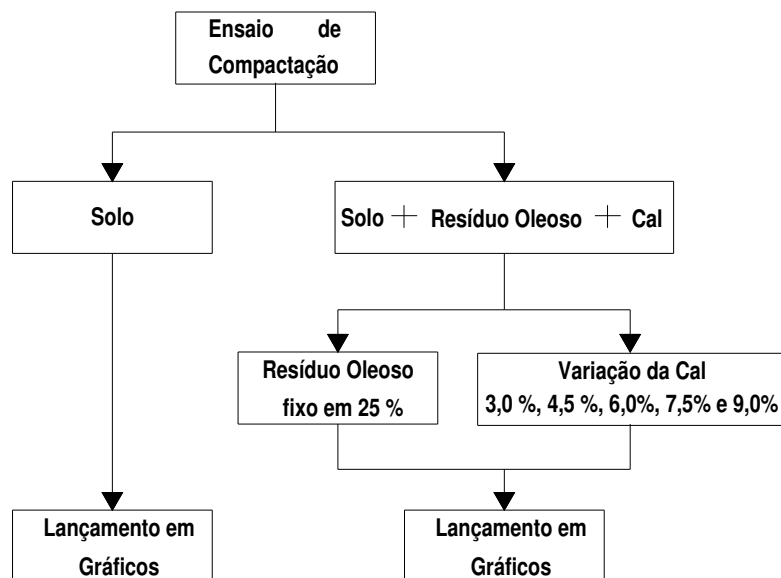 Ensaio de
Compactação
Solo
Solo + Resíduo Oleoso + Cal
Resíduo Oleoso
fixo em 25 %
Variação da Cal
3,0 %, 4,5 %, 6,0%, 7,5% e 9,0%
Lançamento em
Gráficos
Lançamento em
Gráficos